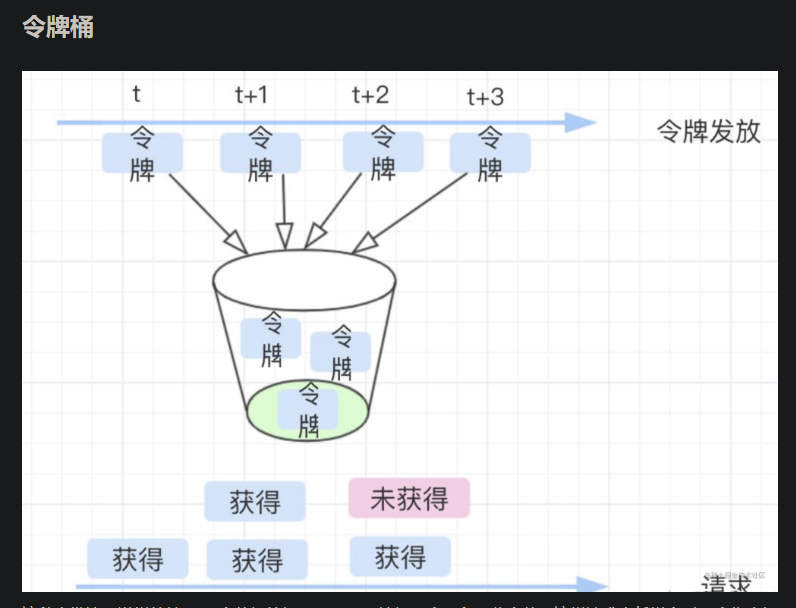 令牌桶
t t+1 t+2 t+3
令牌发放
令牌 令牌 令牌 令牌
令牌 令牌
令牌
获得 未获得
获得 获得 获得
请求